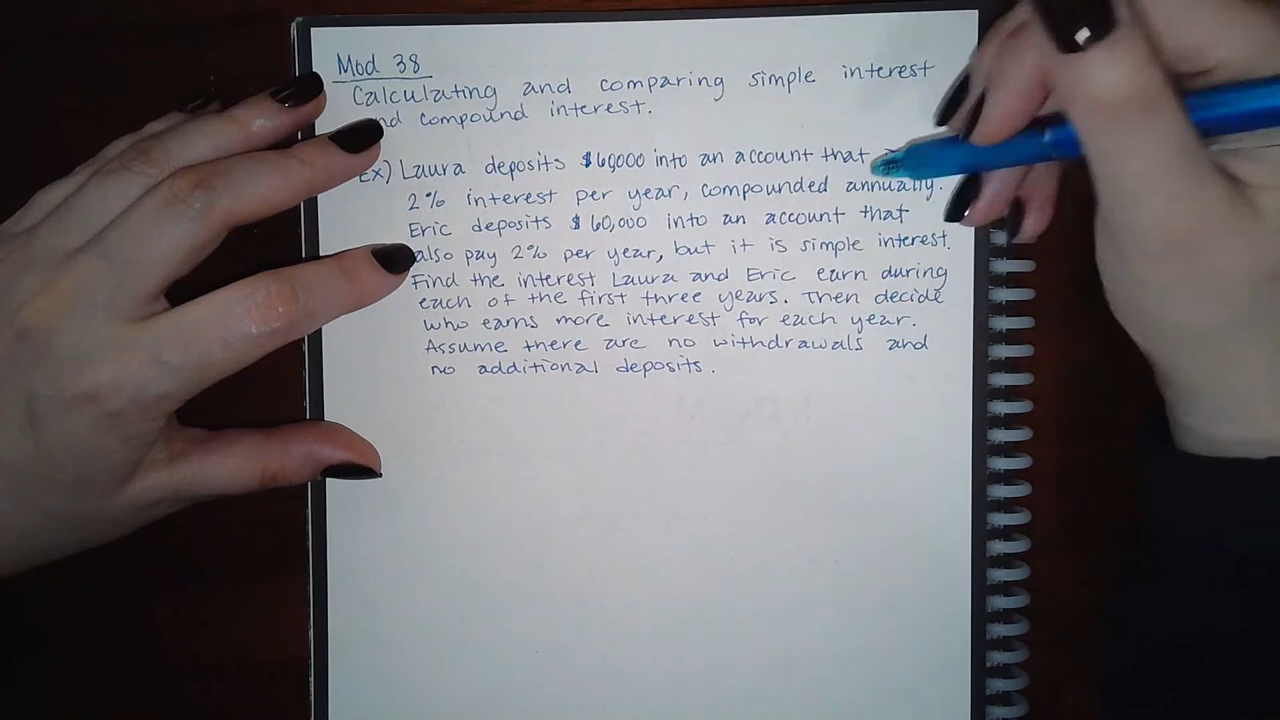 Mod 38
Calculating and comparing simple interest
nd compound interest.
Ex) Laura deposits $60,000 into an account that
2% interest per year, compounded annually.
Eric deposits $60,000 into an account that
also pay 2% per year, but it is simple interest.
Find the interest Laura and Eric earn during
each of the first three years. Then decide
who earns more interest for each year.
Assume there are no withdrawals and
no additional deposits.